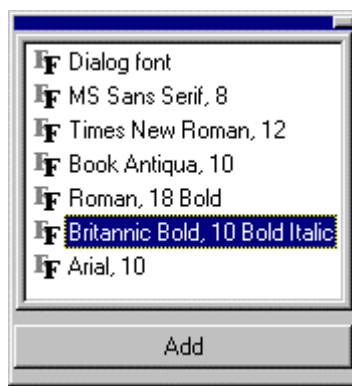 Dialog font
MS Sans Serif, 8
Times New Roman, 12
Book Antiqua, 10
Roman, 18 Bold
Britannic Bold, 10 Bold Italic
Arial, 10
Add